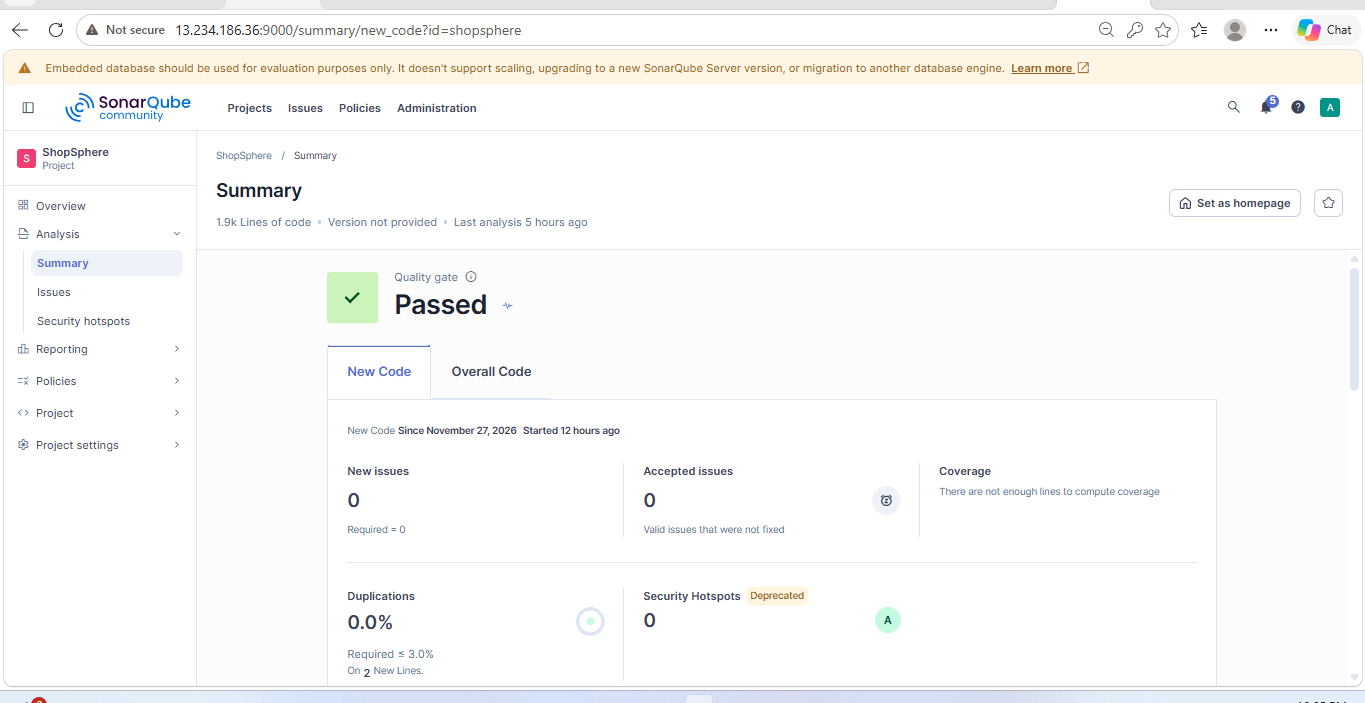 Not secure 13.234.186.36:9000/summary/new_code?id=shopsphere
Chat
Embedded database should be used for evaluation purposes only. It doesn't support scaling, upgrading to a new SonarQube Server version, or migration to another database engine. Learn more
SonarQube
community
Projects Issues Policies Administration
5
A
S
ShopSphere
Project
Overview
Analysis
Summary
Issues
Security hotspots
Reporting
Policies
Project
Project settings
ShopSphere / Summary
Summary
Set as homepage
1.9k Lines of code • Version not provided • Last analysis 5 hours ago
Quality gate
Passed
New Code Overall Code
New Code Since November 27, 2026 Started 12 hours ago
New issues
0
Required = 0
Accepted issues
0
Valid issues that were not fixed
Coverage
There are not enough lines to compute coverage
Duplications
0.0%
Required ≤ 3.0%
On 2 New Lines.
Security Hotspots Deprecated
0
A